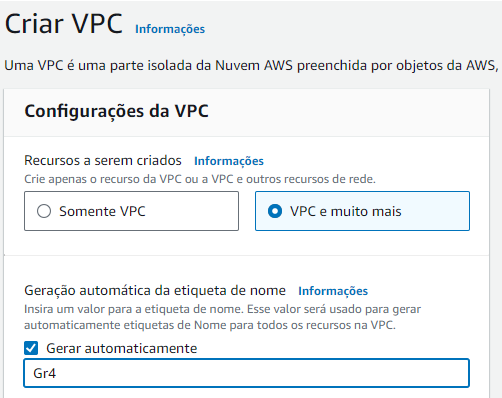 Criar VPC Informações
Uma VPC é uma parte isolada da Nuvem AWS preenchida por objetos da AWS,
Configurações da VPC
Recursos a serem criados Informações
Crie apenas o recurso da VPC ou a VPC e outros recursos de rede.
Somente VPC
VPC e muito mais
Geração automática da etiqueta de nome Informações
Insira um valor para a etiqueta de nome. Esse valor será usado para gerar
automaticamente etiquetas de Nome para todos os recursos na VPC.
Gerar automaticamente
Gr4